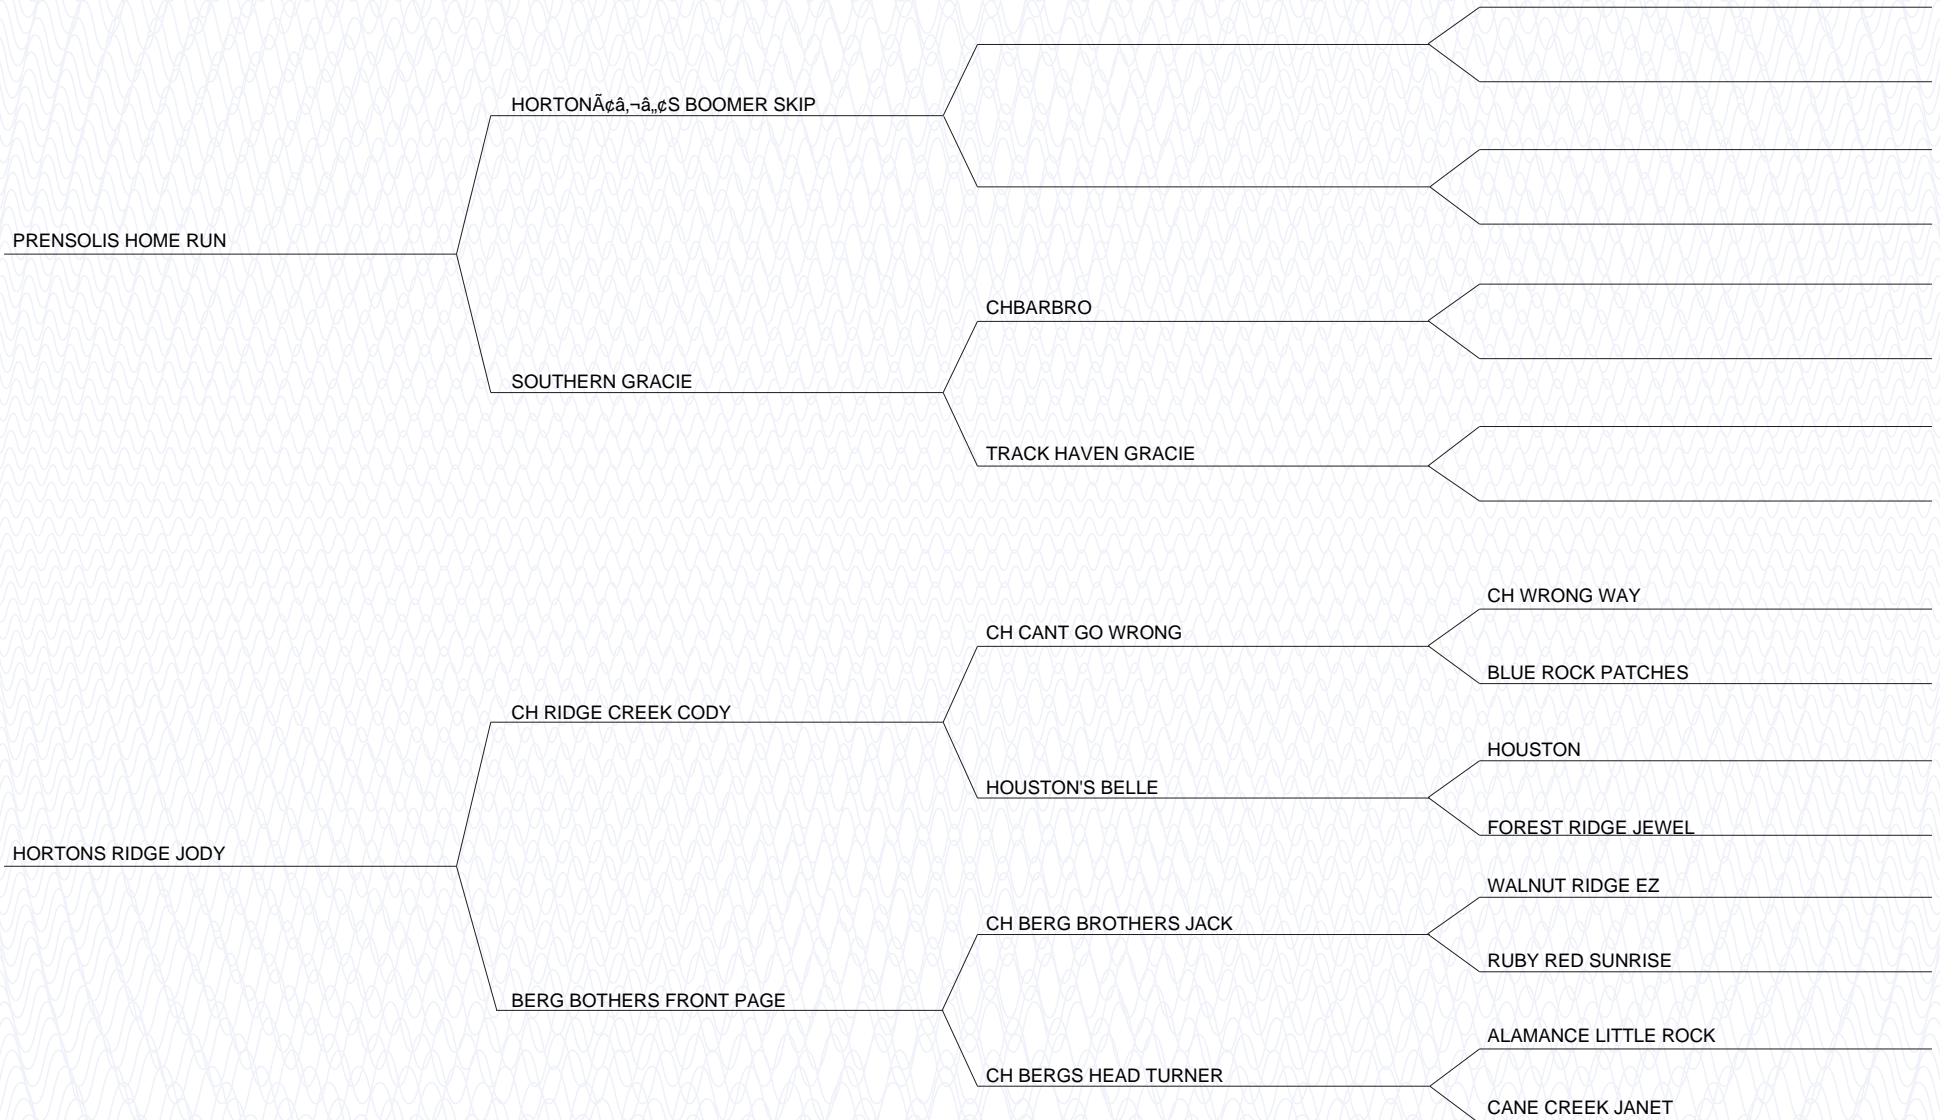 HORTONÃ¢â‚¬â„¢S BOOMER SKIP
PRENSOLIS HOME RUN
CHBARBRO
SOUTHERN GRACIE
TRACK HAVEN GRACIE
CH WRONG WAY
CH CANT GO WRONG
BLUE ROCK PATCHES
CH RIDGE CREEK CODY
HOUSTON
HOUSTON'S BELLE
FOREST RIDGE JEWEL
HORTONS RIDGE JODY
WALNUT RIDGE EZ
CH BERG BROTHERS JACK
RUBY RED SUNRISE
BERG BOTHERS FRONT PAGE
ALAMANCE LITTLE ROCK
CH BERGS HEAD TURNER
CANE CREEK JANET